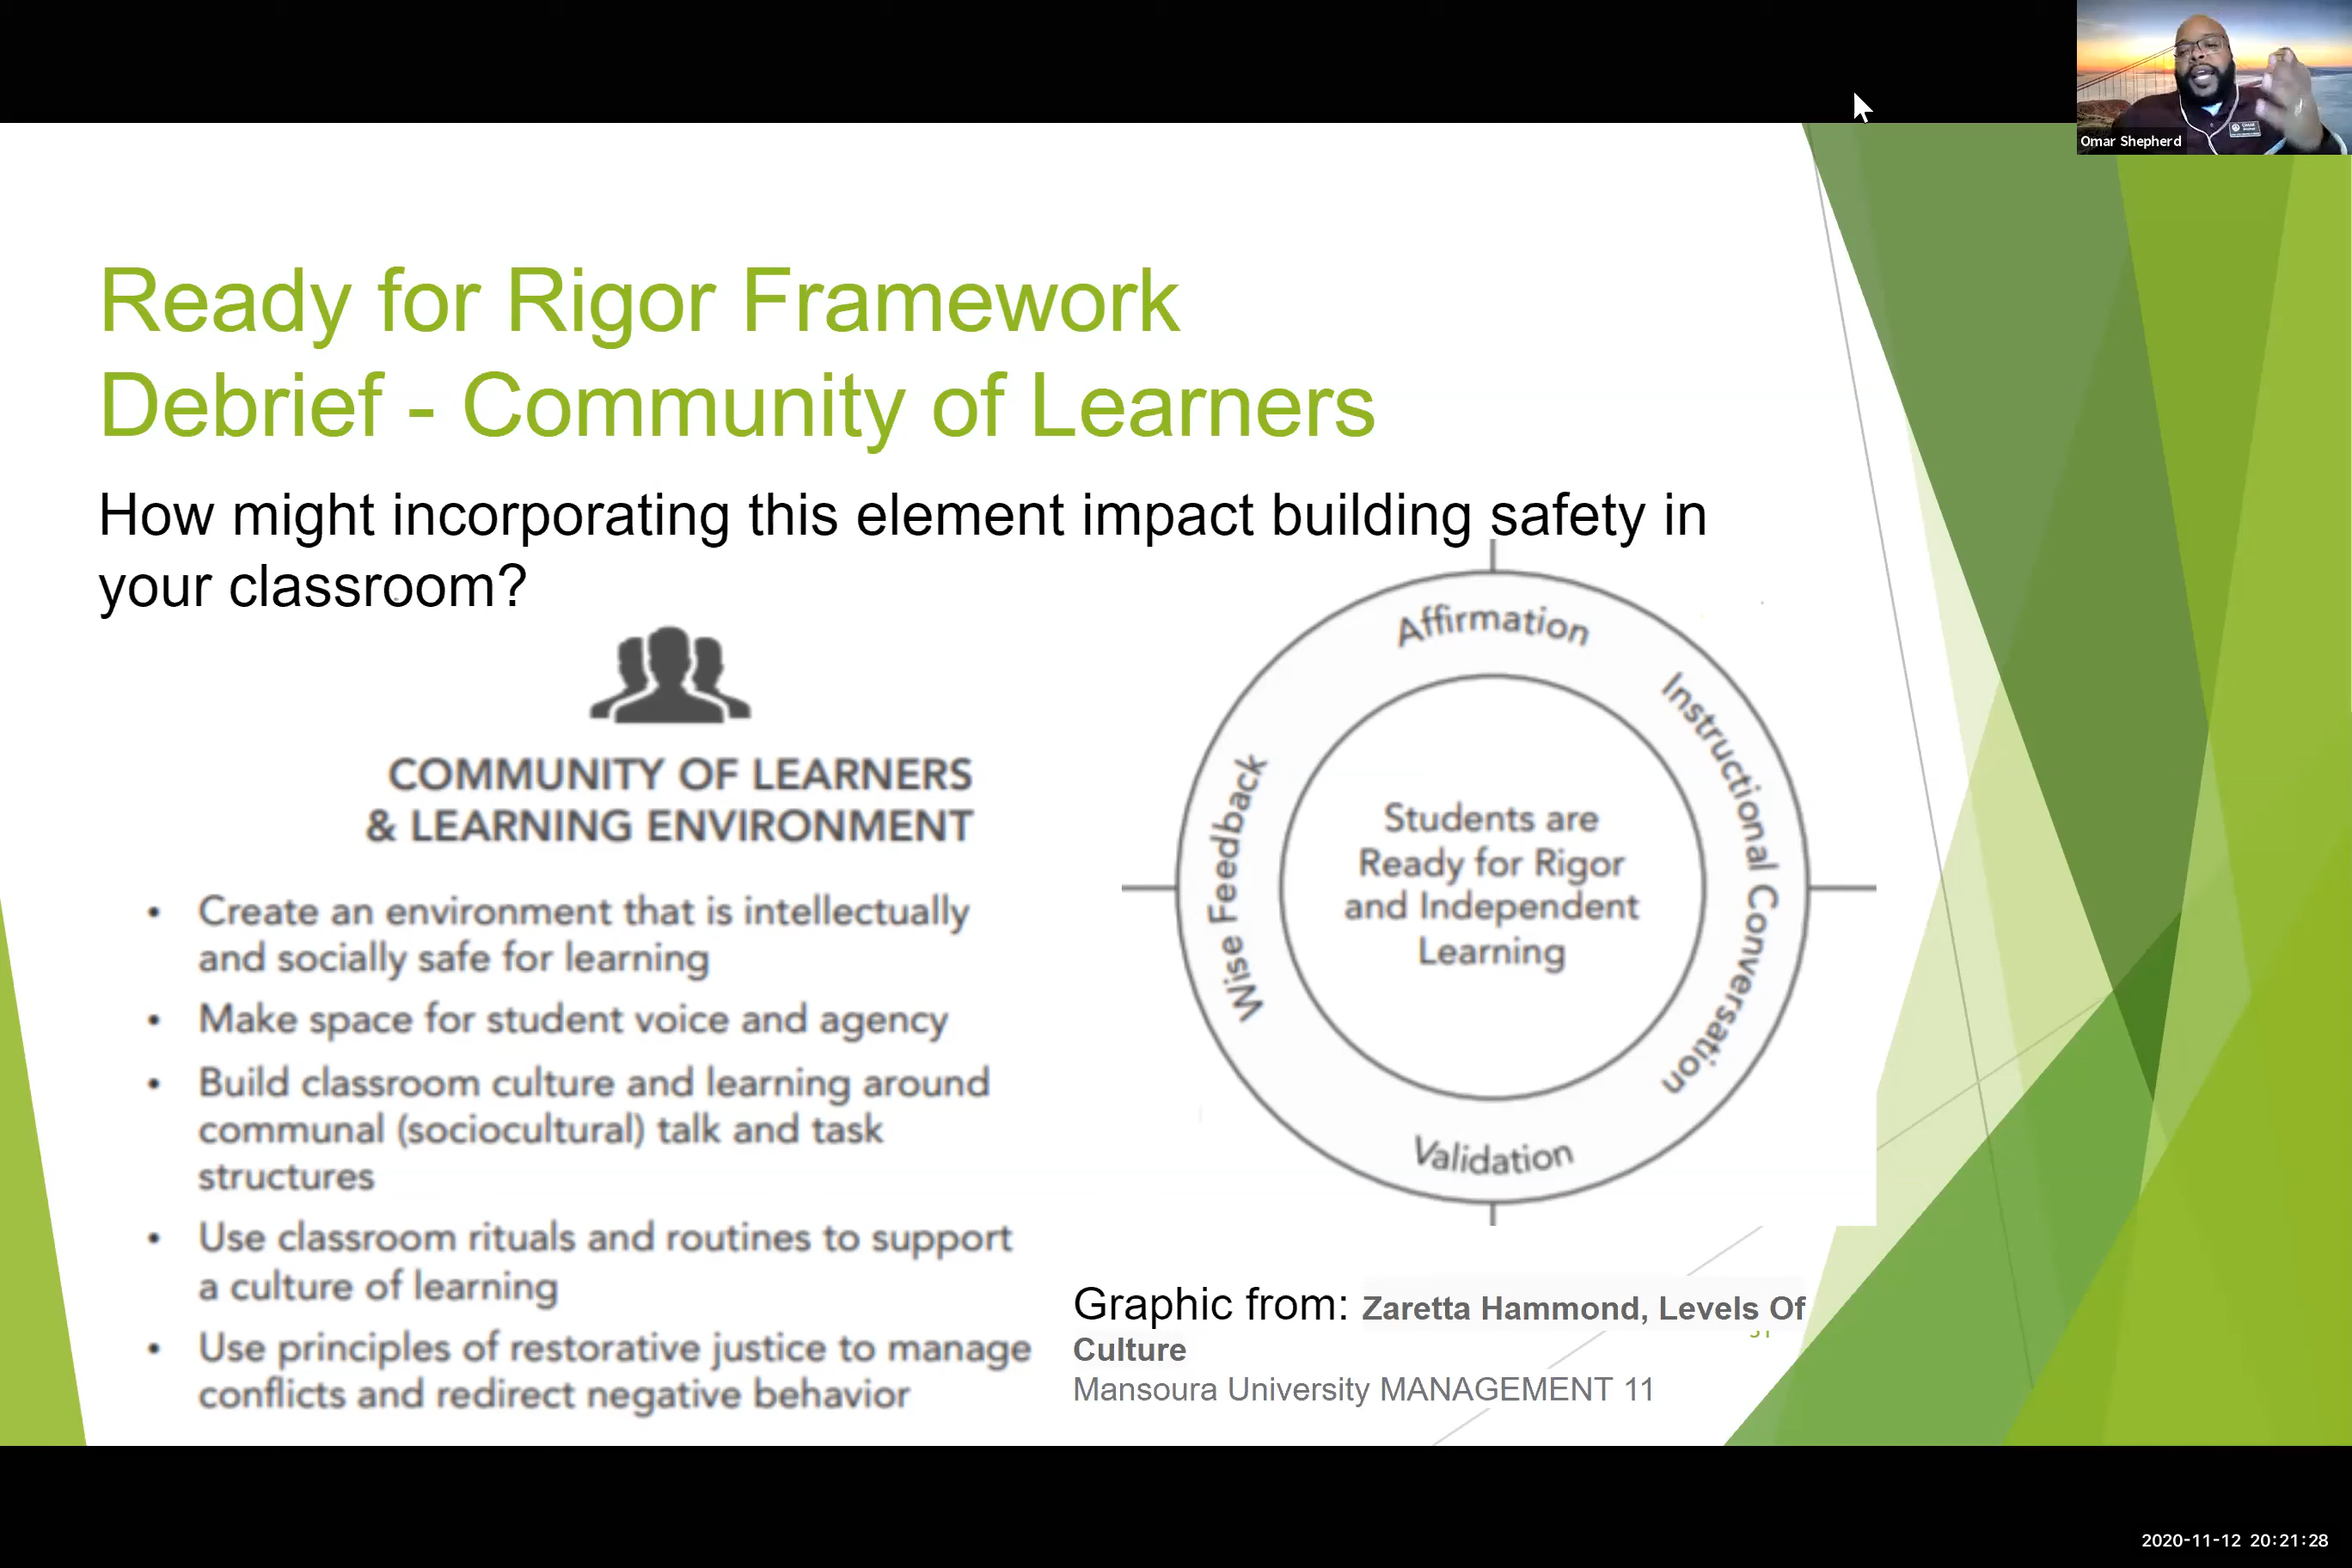 Omar Shepherd
Ready for Rigor Framework
Debrief - Community of Learners
How might incorporating this element impact building safety in
your classroom?
COMMUNITY OF LEARNERS
& LEARNING ENVIRONMENT
• Create an environment that is intellectually
and socially safe for learning
• Make space for student voice and agency
• Build classroom culture and learning around
communal (sociocultural) talk and task
structures
• Use classroom rituals and routines to support
a culture of learning
• Use principles of restorative justice to manage
conflicts and redirect negative behavior
Affirmation
Instructional Conversation
Validation
Wise Feedback
Students are
Ready for Rigor
and Independent
Learning
Graphic from: Zaretta Hammond, Levels Of
Culture
Mansoura University MANAGEMENT 11
2020-11-12 20:21:28